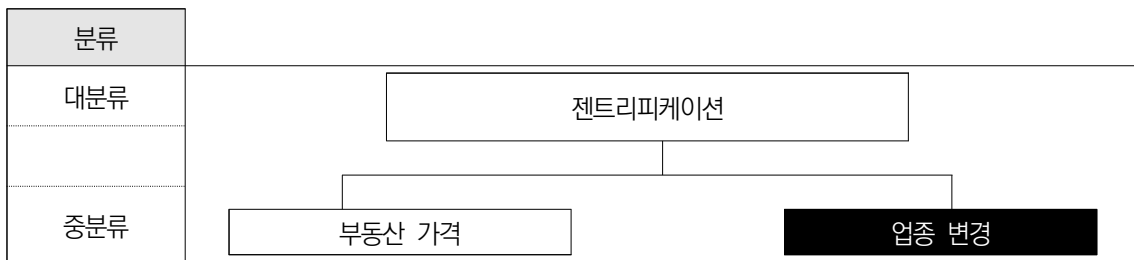 분류
대분류
젠트리피케이션
중분류
부동산 가격
업종 변경